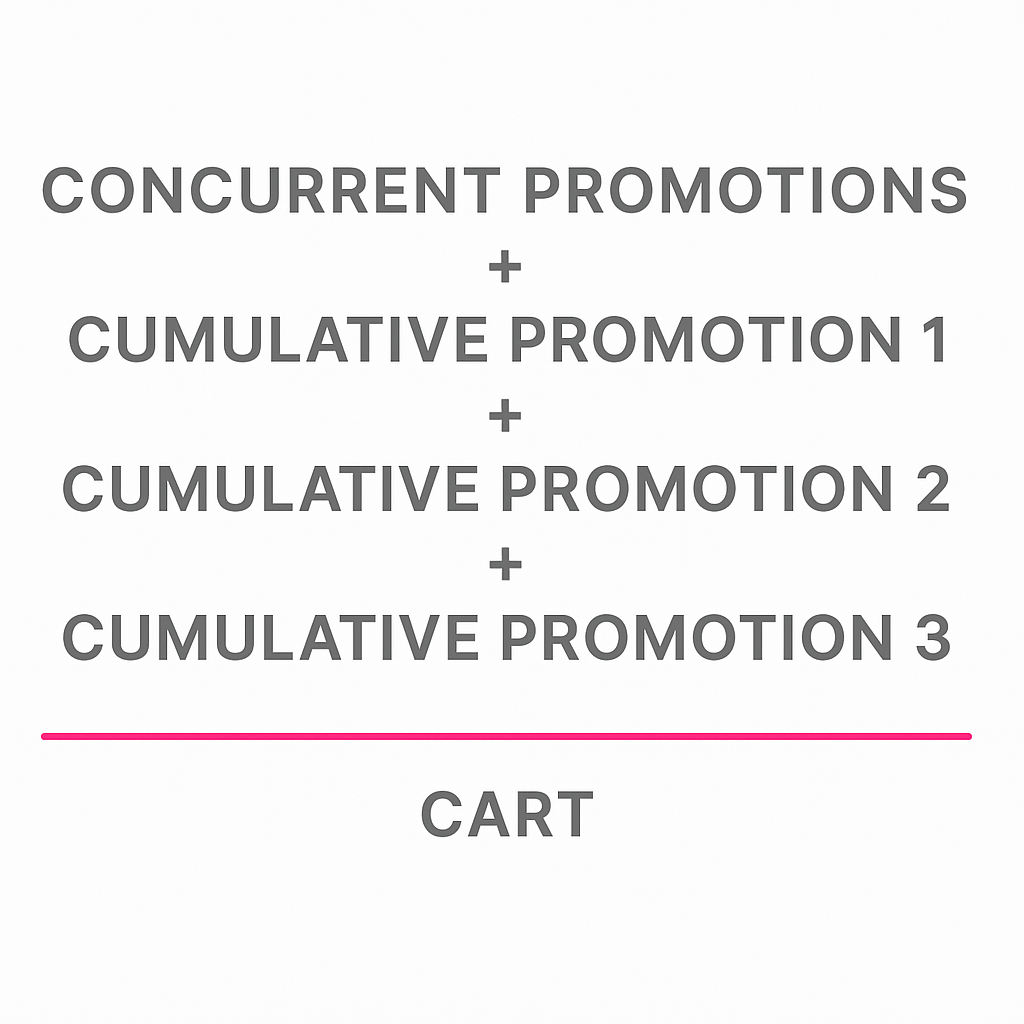 CONCURRENT PROMOTIONS
+
CUMULATIVE PROMOTION 1
+
CUMULATIVE PROMOTION 2
+
CUMULATIVE PROMOTION 3
CART